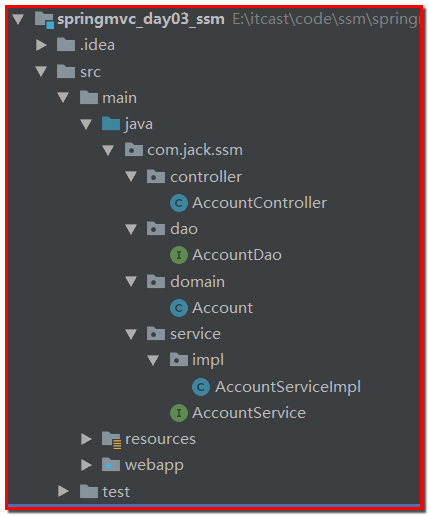 springmvc_day03_ssm E:\itcast\code\ssm\spring
.idea
src
main
java
com.jack.ssm
controller
C AccountController
dao
I AccountDao
domain
C Account
service
impl
C AccountServiceImpl
I AccountService
resources
webapp
test